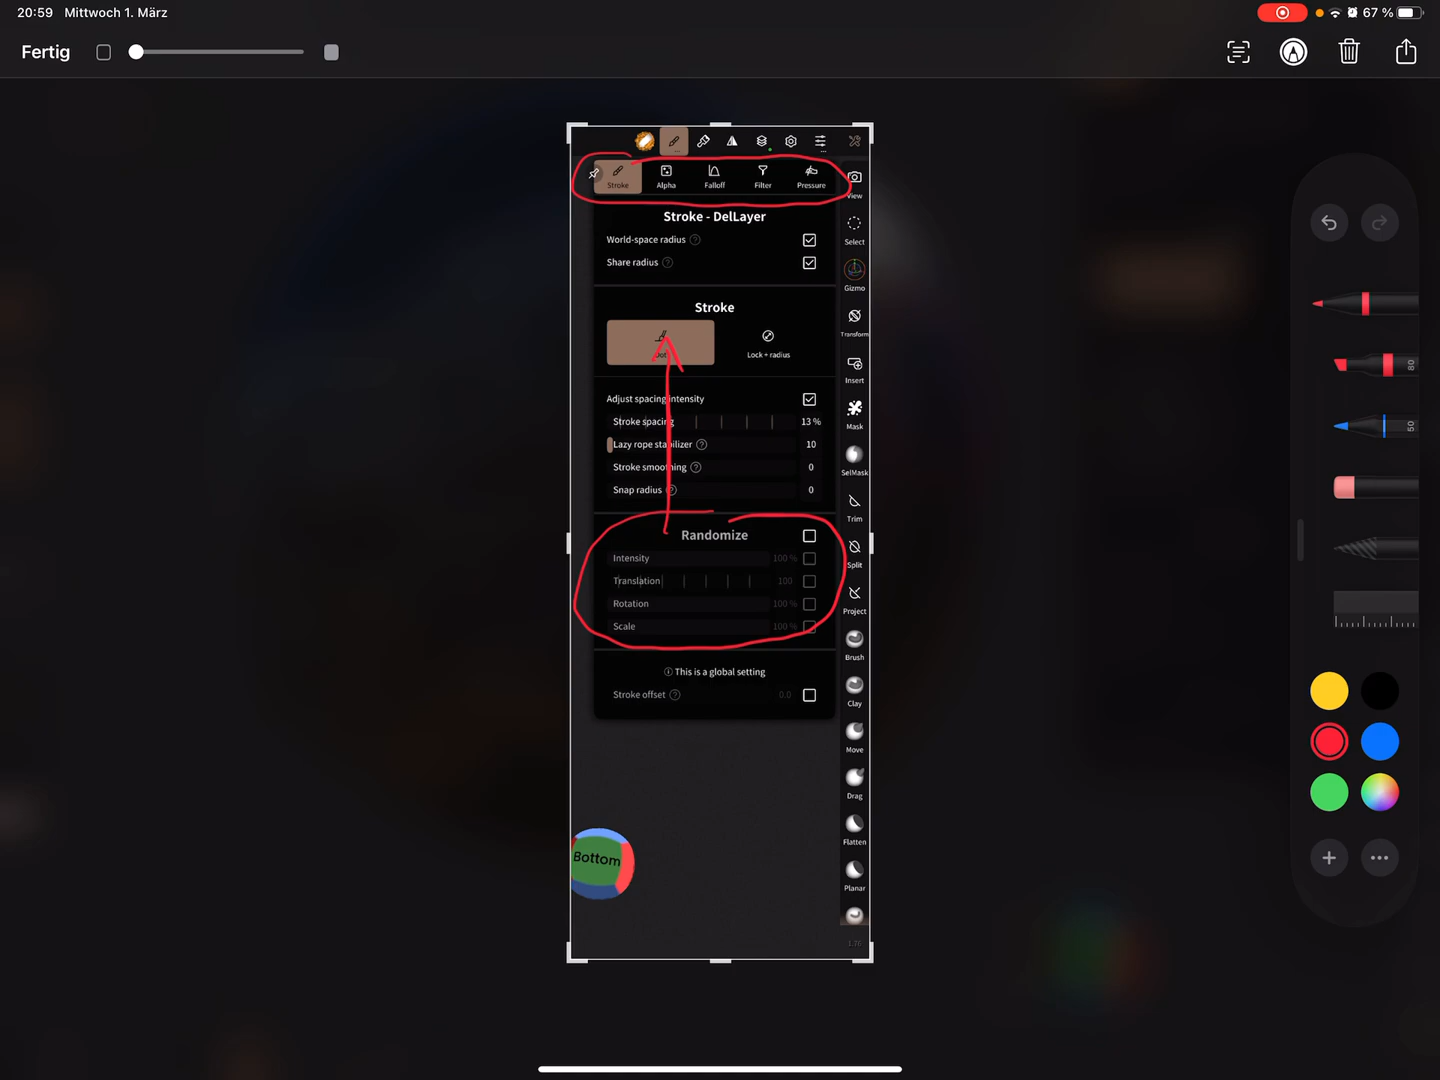 20:59 Mittwoch 1. März
67 %
Fertig
Stroke Alpha Falloff Filter Pressure
View
Stroke - DelLayer
World-space radius ?
Select
Share radius ?
Gizmo
Stroke
Transform
Lock + radius
Insert
Adjust spacing intensity
Mask
Stroke spacing 13 %
Lazy rope stabilizer ? 10
SelMask
Stroke smoothing ? 0
Snap radius ? 0
Trim
Randomize
Intensity 100 %
Split
Translation 100
Rotation 100 %
Project
Scale 100 %
Brush
This is a global setting
Stroke offset ? 0.0
Clay
Move
Drag
Flatten
Bottom
Planar
1.76
80
50